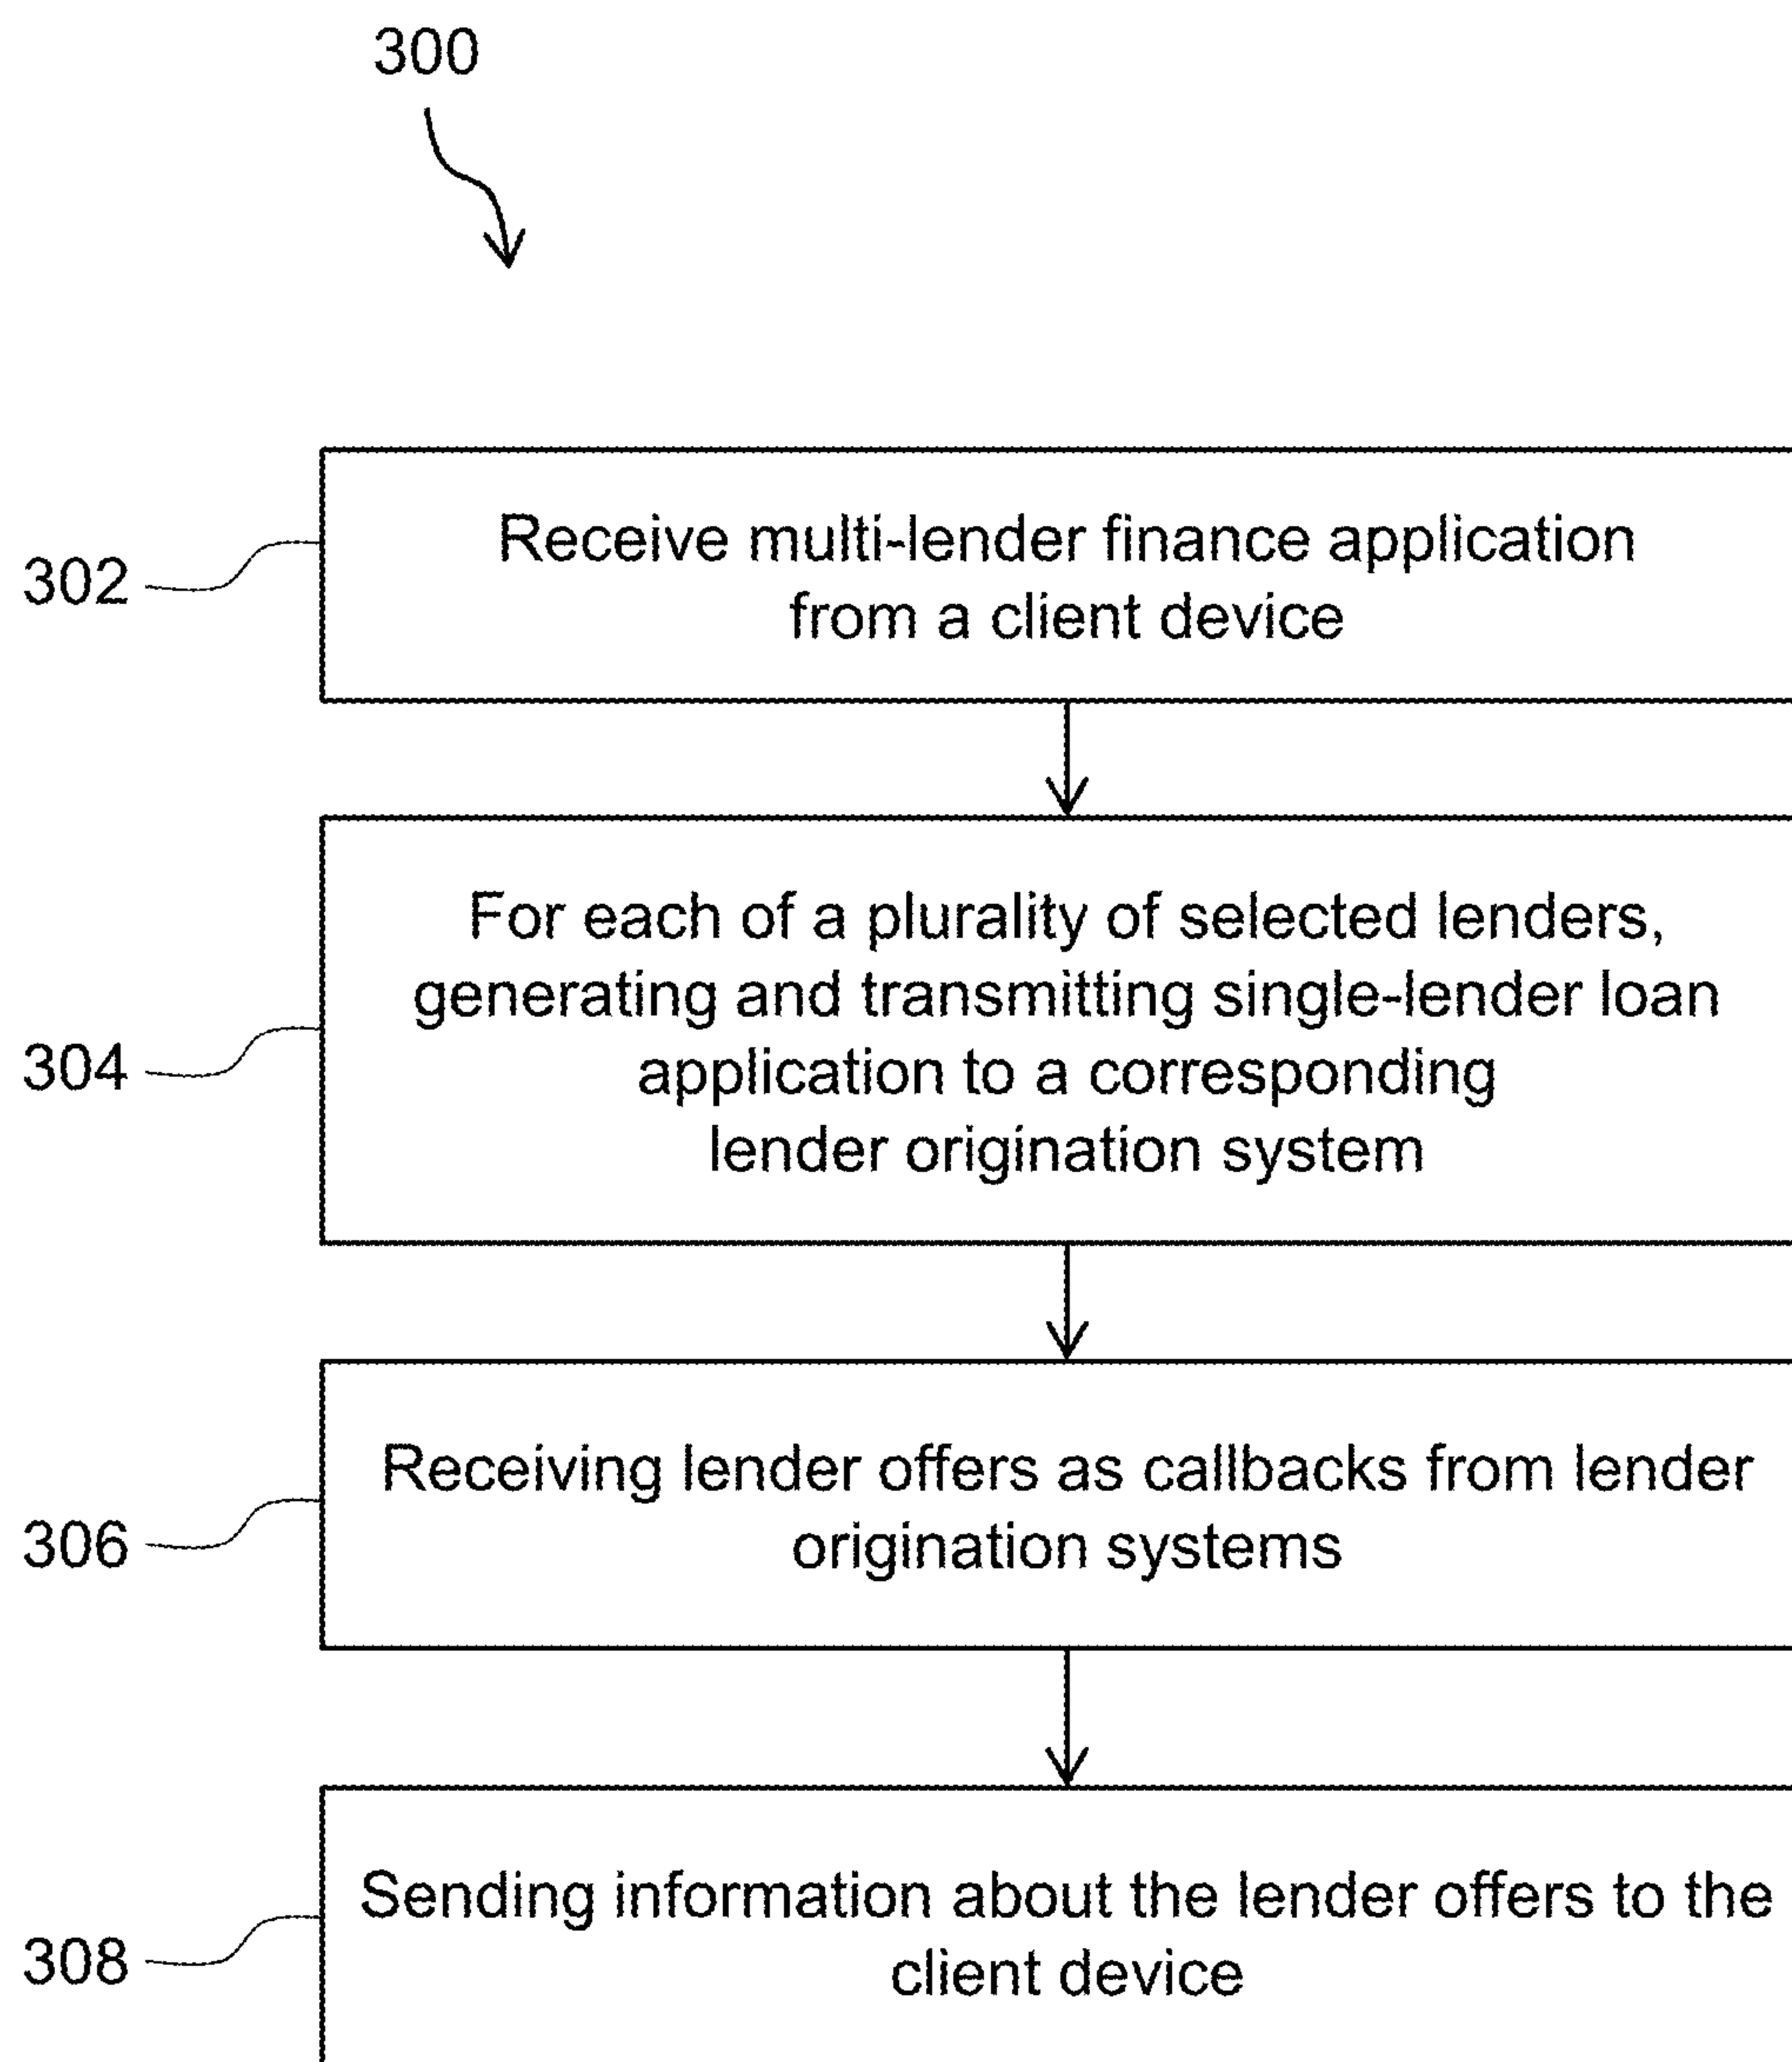 300
302
Receive multi-lender finance application
from a client device
304
For each of a plurality of selected lenders,
generating and transmitting single-lender loan
application to a corresponding
lender origination system
306
Receiving lender offers as callbacks from lender
origination systems
308
Sending information about the lender offers to the
client device